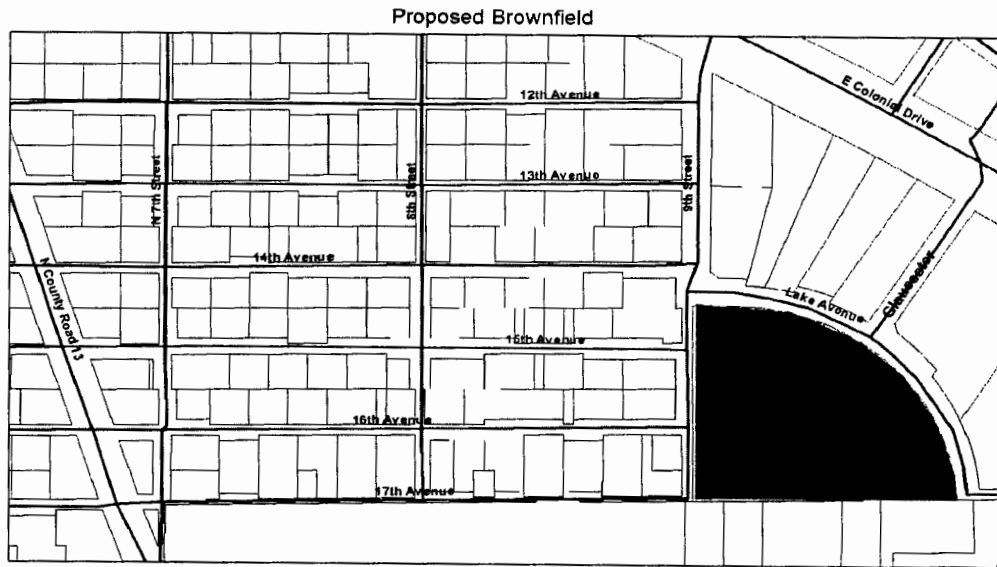 Proposed Brownfield
12th Avenue
E Colonial Drive
13th Avenue
N 7th Street
8th Street
9th Street
14th Avenue
N County Road 13
Lake Avenue
Gloucester
15th Avenue
16th Avenue
17th Avenue